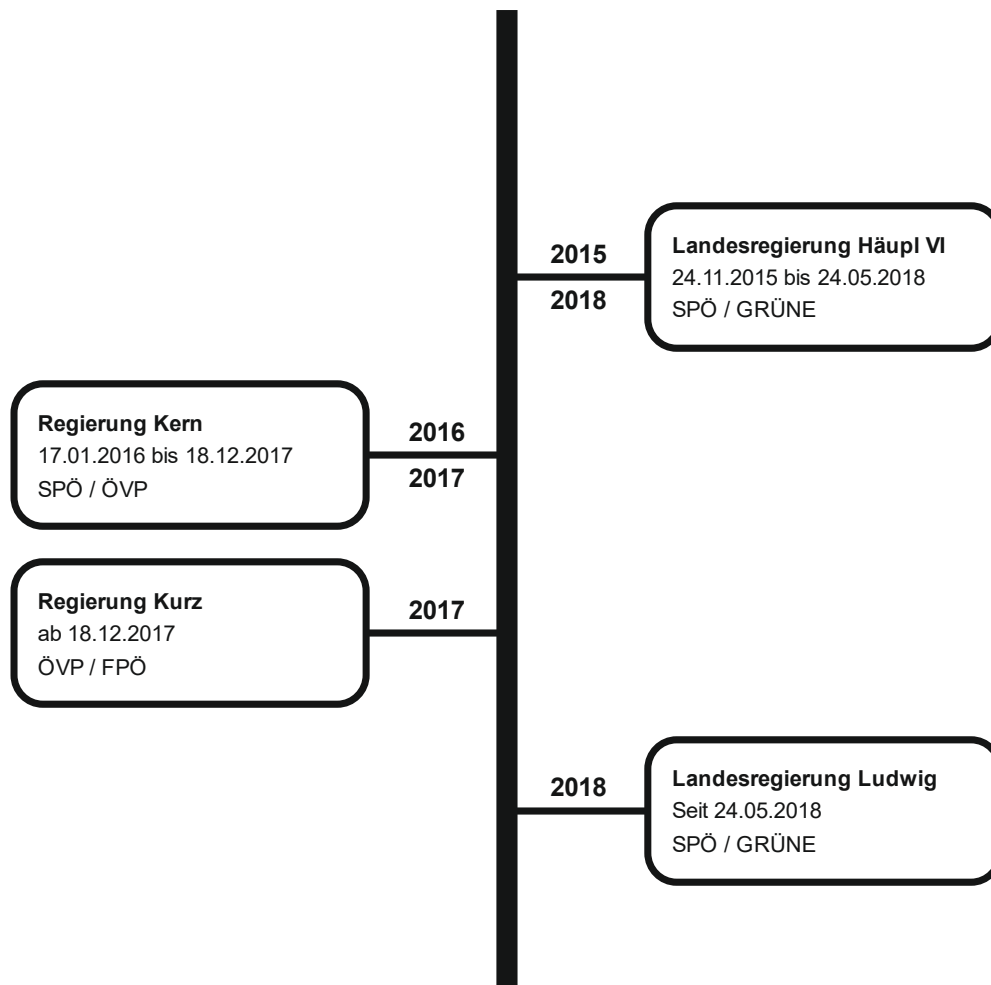 2015
2018
Landesregierung Häupl VI
24.11.2015 bis 24.05.2018
SPÖ / GRÜNE
Regierung Kern
17.01.2016 bis 18.12.2017
SPÖ / ÖVP
2016
2017
Regierung Kurz
ab 18.12.2017
ÖVP / FPÖ
2017
2018
Landesregierung Ludwig
Seit 24.05.2018
SPÖ / GRÜNE